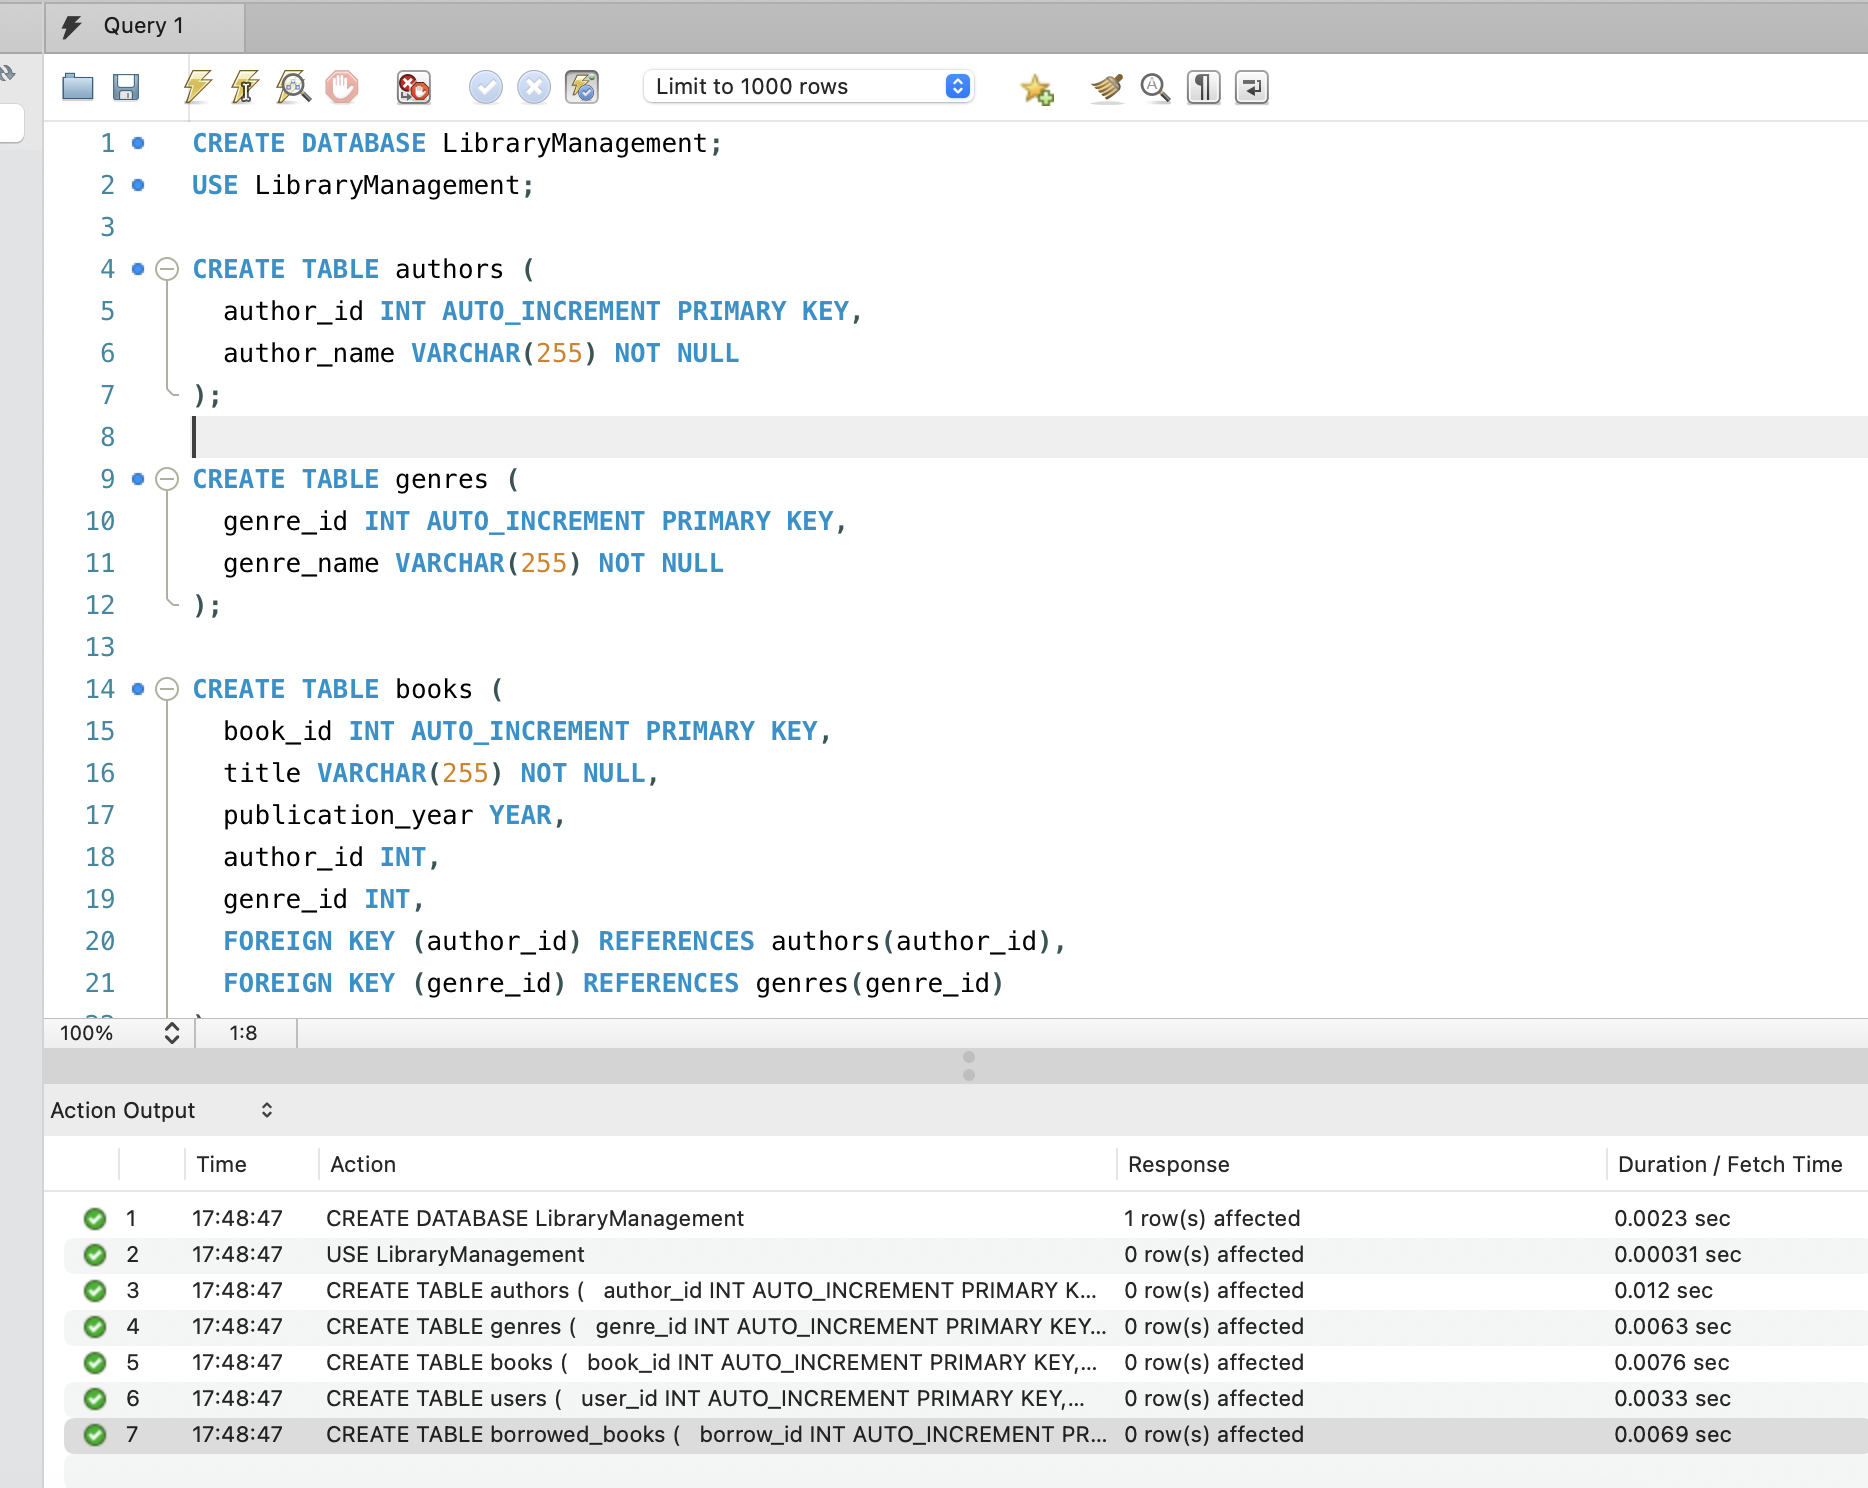 Query 1
Limit to 1000 rows
1 CREATE DATABASE LibraryManagement;
2 USE LibraryManagement;
3
4 CREATE TABLE authors (
5 author_id INT AUTO_INCREMENT PRIMARY KEY,
6 author_name VARCHAR(255) NOT NULL
7 );
8
9 CREATE TABLE genres (
10 genre_id INT AUTO_INCREMENT PRIMARY KEY,
11 genre_name VARCHAR(255) NOT NULL
12 );
13
14 CREATE TABLE books (
15 book_id INT AUTO_INCREMENT PRIMARY KEY,
16 title VARCHAR(255) NOT NULL,
17 publication_year YEAR,
18 author_id INT,
19 genre_id INT,
20 FOREIGN KEY (author_id) REFERENCES authors(author_id),
21 FOREIGN KEY (genre_id) REFERENCES genres(genre_id)
100% 1:8
Action Output
Time Action Response Duration / Fetch Time
1 17:48:47 CREATE DATABASE LibraryManagement 1 row(s) affected 0.0023 sec
2 17:48:47 USE LibraryManagement 0 row(s) affected 0.00031 sec
3 17:48:47 CREATE TABLE authors ( author_id INT AUTO_INCREMENT PRIMARY K... 0 row(s) affected 0.012 sec
4 17:48:47 CREATE TABLE genres ( genre_id INT AUTO_INCREMENT PRIMARY KEY... 0 row(s) affected 0.0063 sec
5 17:48:47 CREATE TABLE books ( book_id INT AUTO_INCREMENT PRIMARY KEY,... 0 row(s) affected 0.0076 sec
6 17:48:47 CREATE TABLE users ( user_id INT AUTO_INCREMENT PRIMARY KEY,... 0 row(s) affected 0.0033 sec
7 17:48:47 CREATE TABLE borrowed_books ( borrow_id INT AUTO_INCREMENT PR... 0 row(s) affected 0.0069 sec